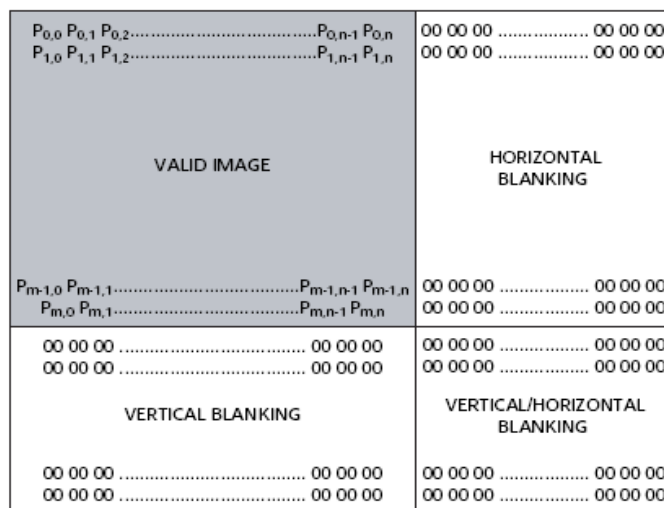 P0,0 P0,1 P0,2.....................................P0,n-1 P0,n 00 00 00 .................. 00 00 00
P1,0 P1,1 P1,2.....................................P1,n-1 P1,n 00 00 00 .................. 00 00 00
VALID IMAGE
HORIZONTAL
BLANKING
Pm-1,0 Pm-1,1.....................................Pm-1,n-1 Pm-1,n 00 00 00 .................. 00 00 00
Pm,0 Pm,1.....................................Pm,n-1 Pm,n 00 00 00 .................. 00 00 00
00 00 00 ..................................... 00 00 00 00 00 00 .................. 00 00 00
00 00 00 ..................................... 00 00 00 00 00 00 .................. 00 00 00
VERTICAL BLANKING
VERTICAL/HORIZONTAL
BLANKING
00 00 00 ..................................... 00 00 00 00 00 00 .................. 00 00 00
00 00 00 ..................................... 00 00 00 00 00 00 .................. 00 00 00